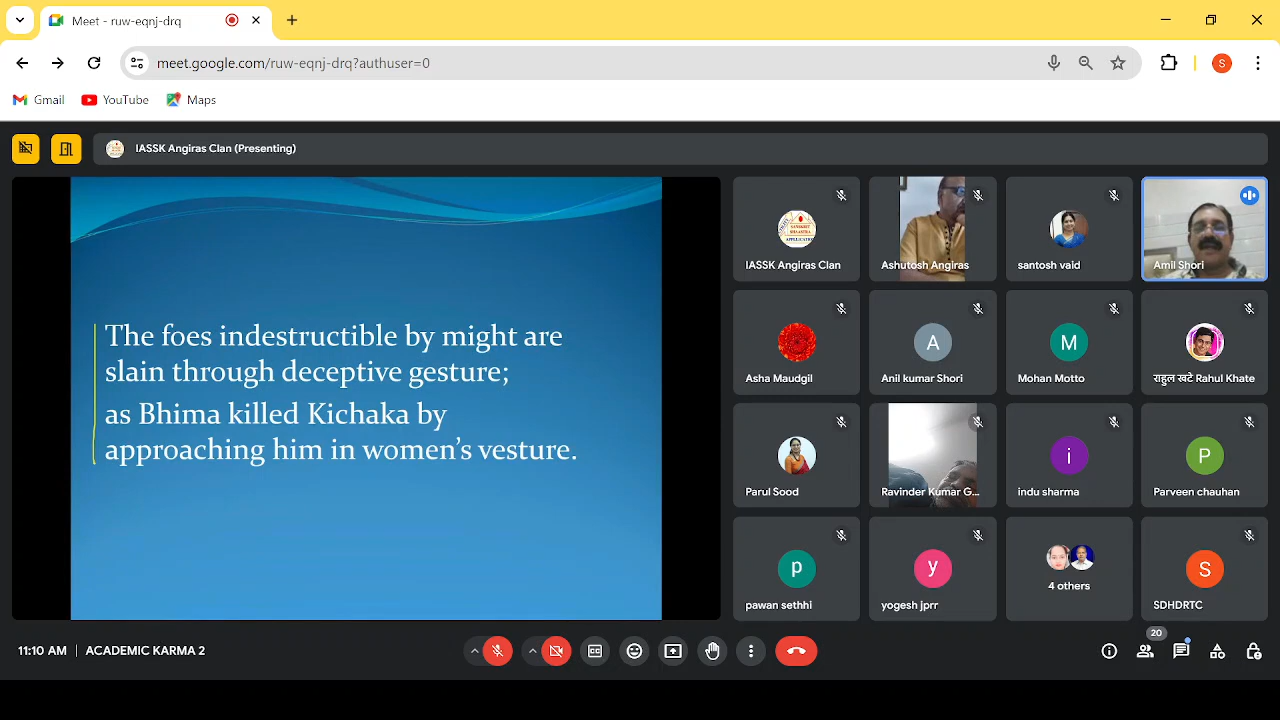 Meet - ruw-eqnj-drq
meet.google.com/ruw-eqnj-drq?authuser=0
S
Gmail
YouTube
Maps
IASSK Angiras Clan (Presenting)
The foes indestructible by might are
slain through deceptive gesture;
as Bhima killed Kichaka by
approaching him in women's vesture.
IASSK Angiras Clan
Ashutosh Angiras
santosh vaid
Amil Shori
Asha Maudgil
A
Anil kumar Shori
M
Mohan Motto
राहुल खटे Rahul Khate
Parul Sood
Ravinder Kumar G...
i
indu sharma
P
Parveen chauhan
p
pawan sethhi
y
yogesh jprr
4 others
S
SDHDRTC
11:10 AM
ACADEMIC KARMA 2
20